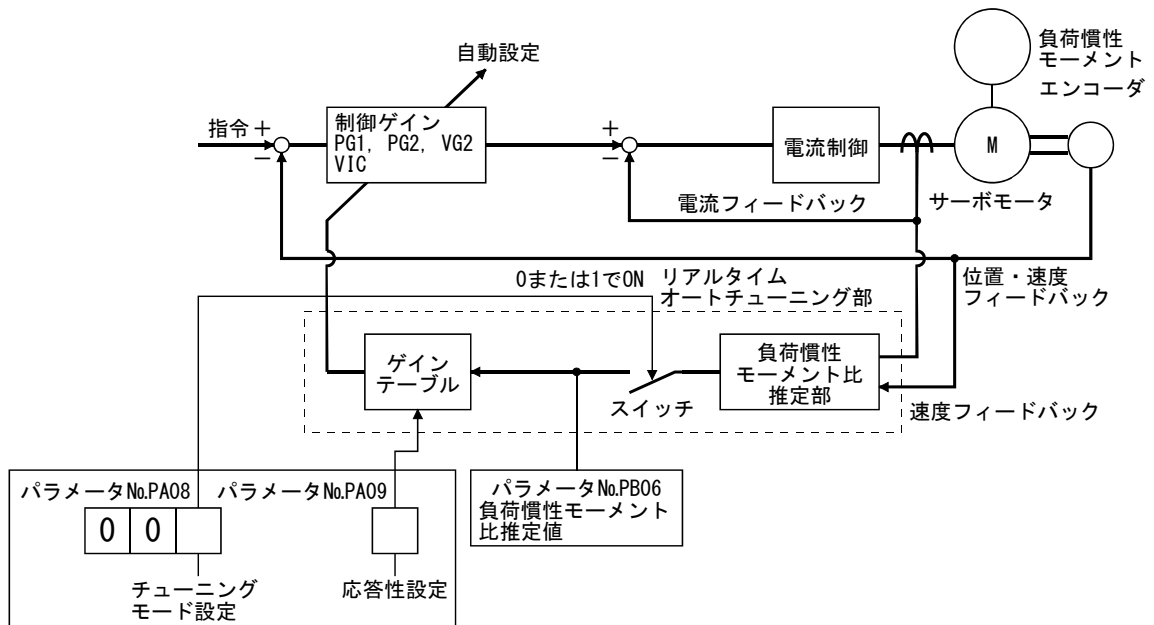 自動設定
負荷慣性
モーメント
エンコーダ
指令
+
−
制御ゲイン
PG1, PG2, VG2
VIC
+
−
電流制御
M
電流フィードバック
サーボモータ
0または1でON
リアルタイム
オートチューニング部
位置・速度
フィードバック
ゲイン
テーブル
スイッチ
負荷慣性
モーメント比
推定部
速度フィードバック
パラメータNo.PA08
パラメータNo.PA09
0 0
チューニング
モード設定
応答性設定
パラメータNo.PB06
負荷慣性モーメント
比推定値